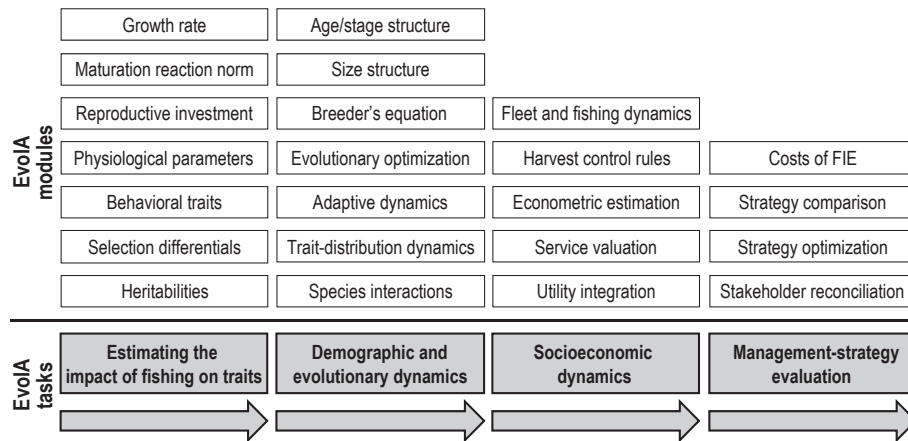 Growth rate
Age/stage structure
Maturation reaction norm
Size structure
Reproductive investment
Breeder’s equation
Fleet and fishing dynamics
Physiological parameters
Evolutionary optimization
Harvest control rules
Costs of FIE
Behavioral traits
Adaptive dynamics
Econometric estimation
Strategy comparison
Selection differentials
Trait-distribution dynamics
Service valuation
Strategy optimization
Heritabilities
Species interactions
Utility integration
Stakeholder reconciliation
EvoIA
modules
Estimating the
impact of fishing on traits
Demographic and
evolutionary dynamics
Socioeconomic
dynamics
Management-strategy
evaluation
EvoIA
tasks